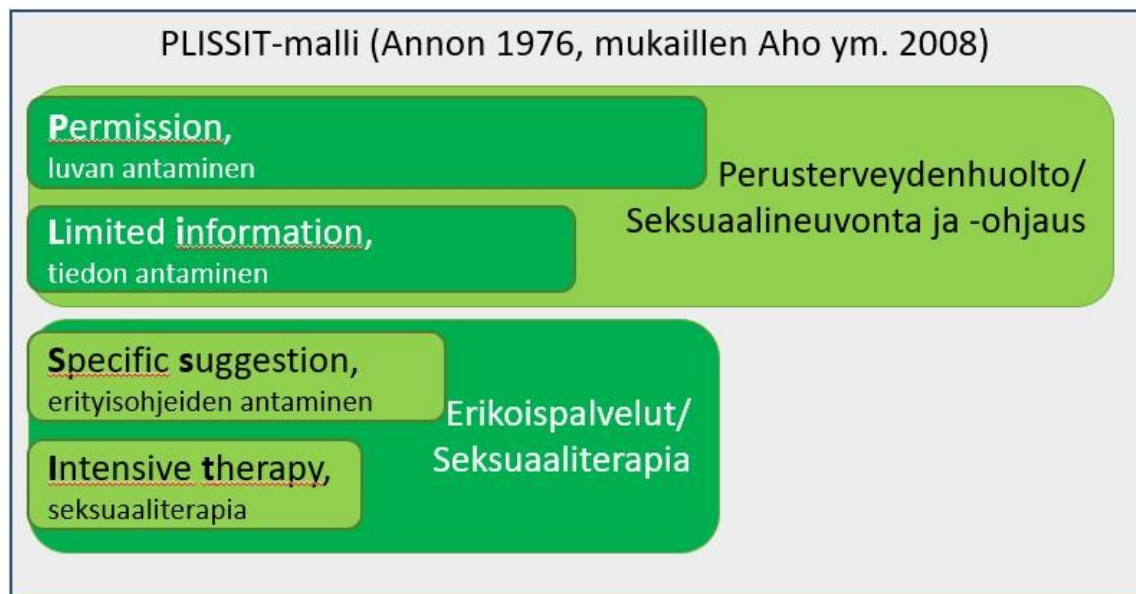 PLISSIT-malli (Annon 1976, mukaillen Aho ym. 2008)
Permission,
luvan antaminen
Limited information,
tiedon antaminen
Perusterveydenhuolto/
Seksuaalineuvonta ja -ohjaus
Specific suggestion,
erityisohjeiden antaminen
Intensive therapy,
seksuaaliterapia
Erikoispalvelut/
Seksuaaliterapia